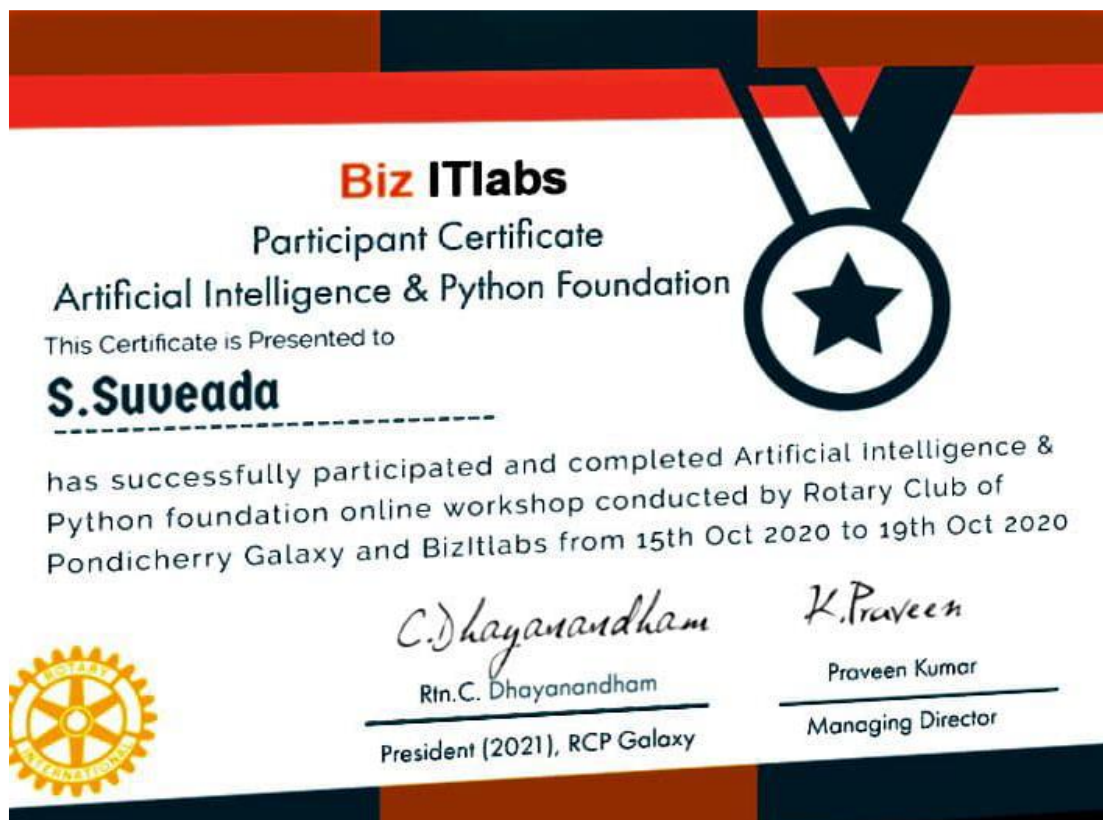 Biz ITlabs
Participant Certificate
Artificial Intelligence & Python Foundation
This Certificate is Presented to
S.Suveada
has successfully participated and completed Artificial Intelligence &
Python foundation online workshop conducted by Rotary Club of
Pondicherry Galaxy and BizItlabs from 15th Oct 2020 to 19th Oct 2020
C.Dhayanandham
K.Praveen
Rtn.C. Dhayanandham
Praveen Kumar
President (2021), RCP Galaxy
Managing Director
ROTARY
INTERNATIONAL